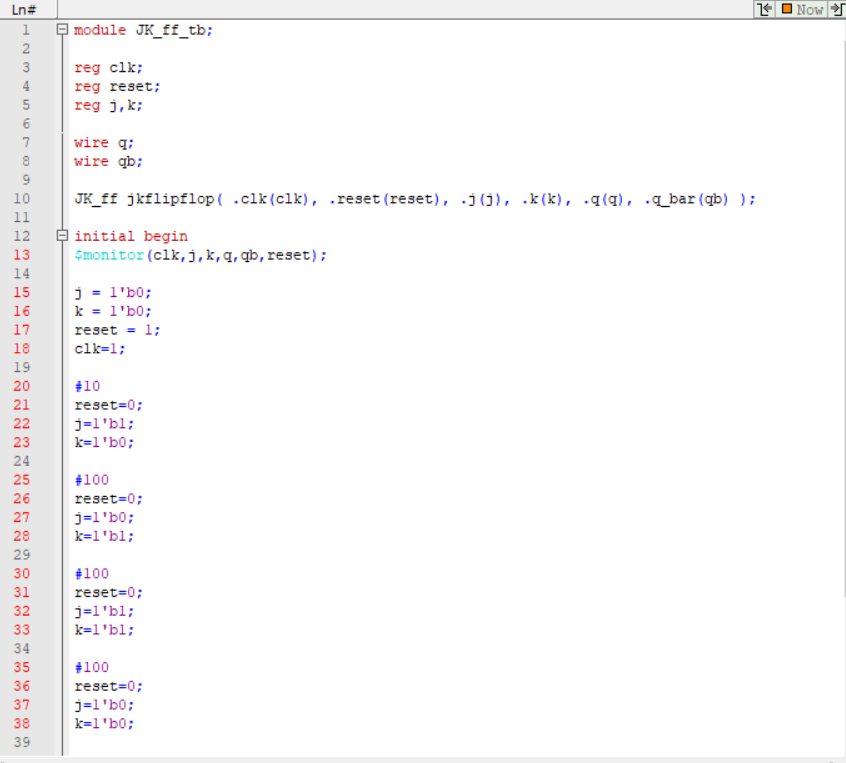 Ln# Now
1 module JK_ff_tb;
2
3 reg clk;
4 reg reset;
5 reg j,k;
6
7 wire q;
8 wire qb;
9
10 JK_ff jkflipflop( .clk(clk), .reset(reset), .j(j), .k(k), .q(q), .q_bar(qb) );
11
12 initial begin
13 $monitor(clk,j,k,q,qb,reset);
14
15 j = 1'b0;
16 k = 1'b0;
17 reset = 1;
18 clk=1;
19
20 #10
21 reset=0;
22 j=1'b1;
23 k=1'b0;
24
25 #100
26 reset=0;
27 j=1'b0;
28 k=1'b1;
29
30 #100
31 reset=0;
32 j=1'b1;
33 k=1'b1;
34
35 #100
36 reset=0;
37 j=1'b0;
38 k=1'b0;
39